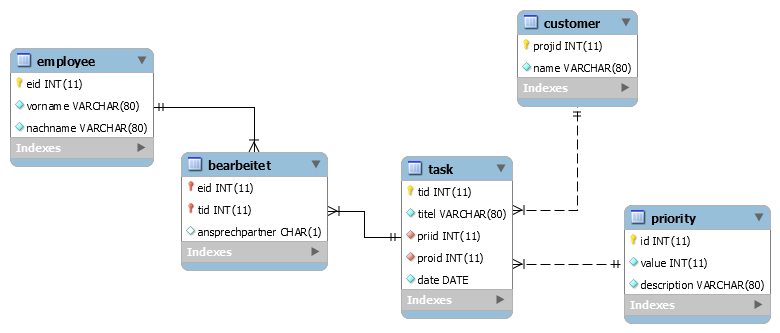 employee
eid INT(11)
vorname VARCHAR(80)
nachname VARCHAR(80)
Indexes
bearbeitet
eid INT(11)
tid INT(11)
ansprechpartner CHAR(1)
Indexes
task
tid INT(11)
titel VARCHAR(80)
priid INT(11)
proid INT(11)
date DATE
Indexes
customer
projid INT(11)
name VARCHAR(80)
Indexes
priority
id INT(11)
value INT(11)
description VARCHAR(80)
Indexes